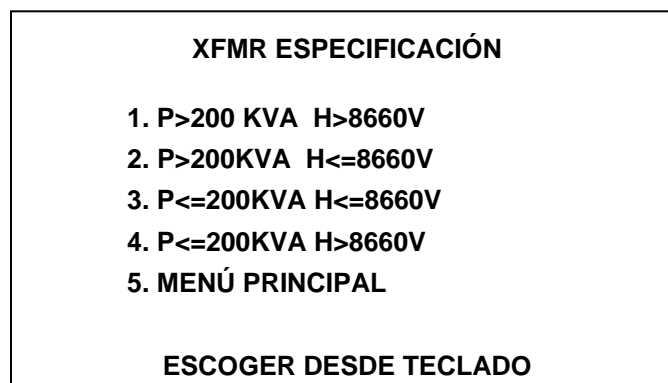 XFMR ESPECIFICACIÓN
1. P>200 KVA  H>8660V
2. P>200KVA  H<=8660V
3. P<=200KVA H<=8660V
4. P<=200KVA H>8660V
5. MENÚ PRINCIPAL
ESCOGER DESDE TECLADO